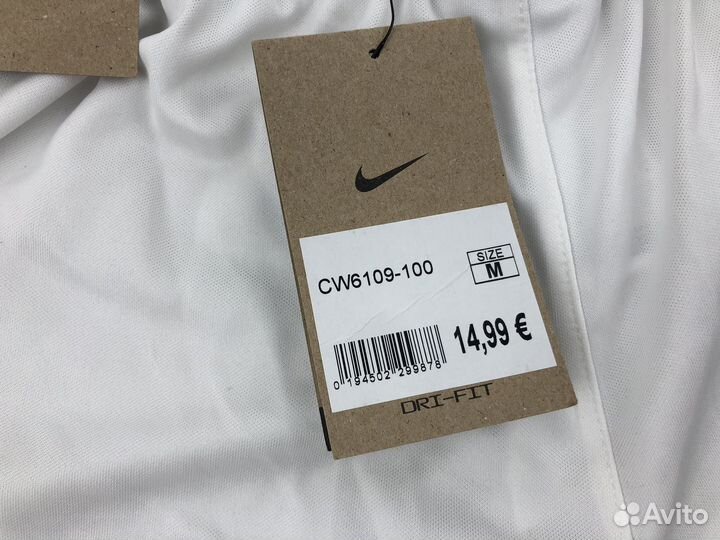 CW6109-100
SIZE
M
14,99 €
0 194502 299878
DRI-FIT
Avito